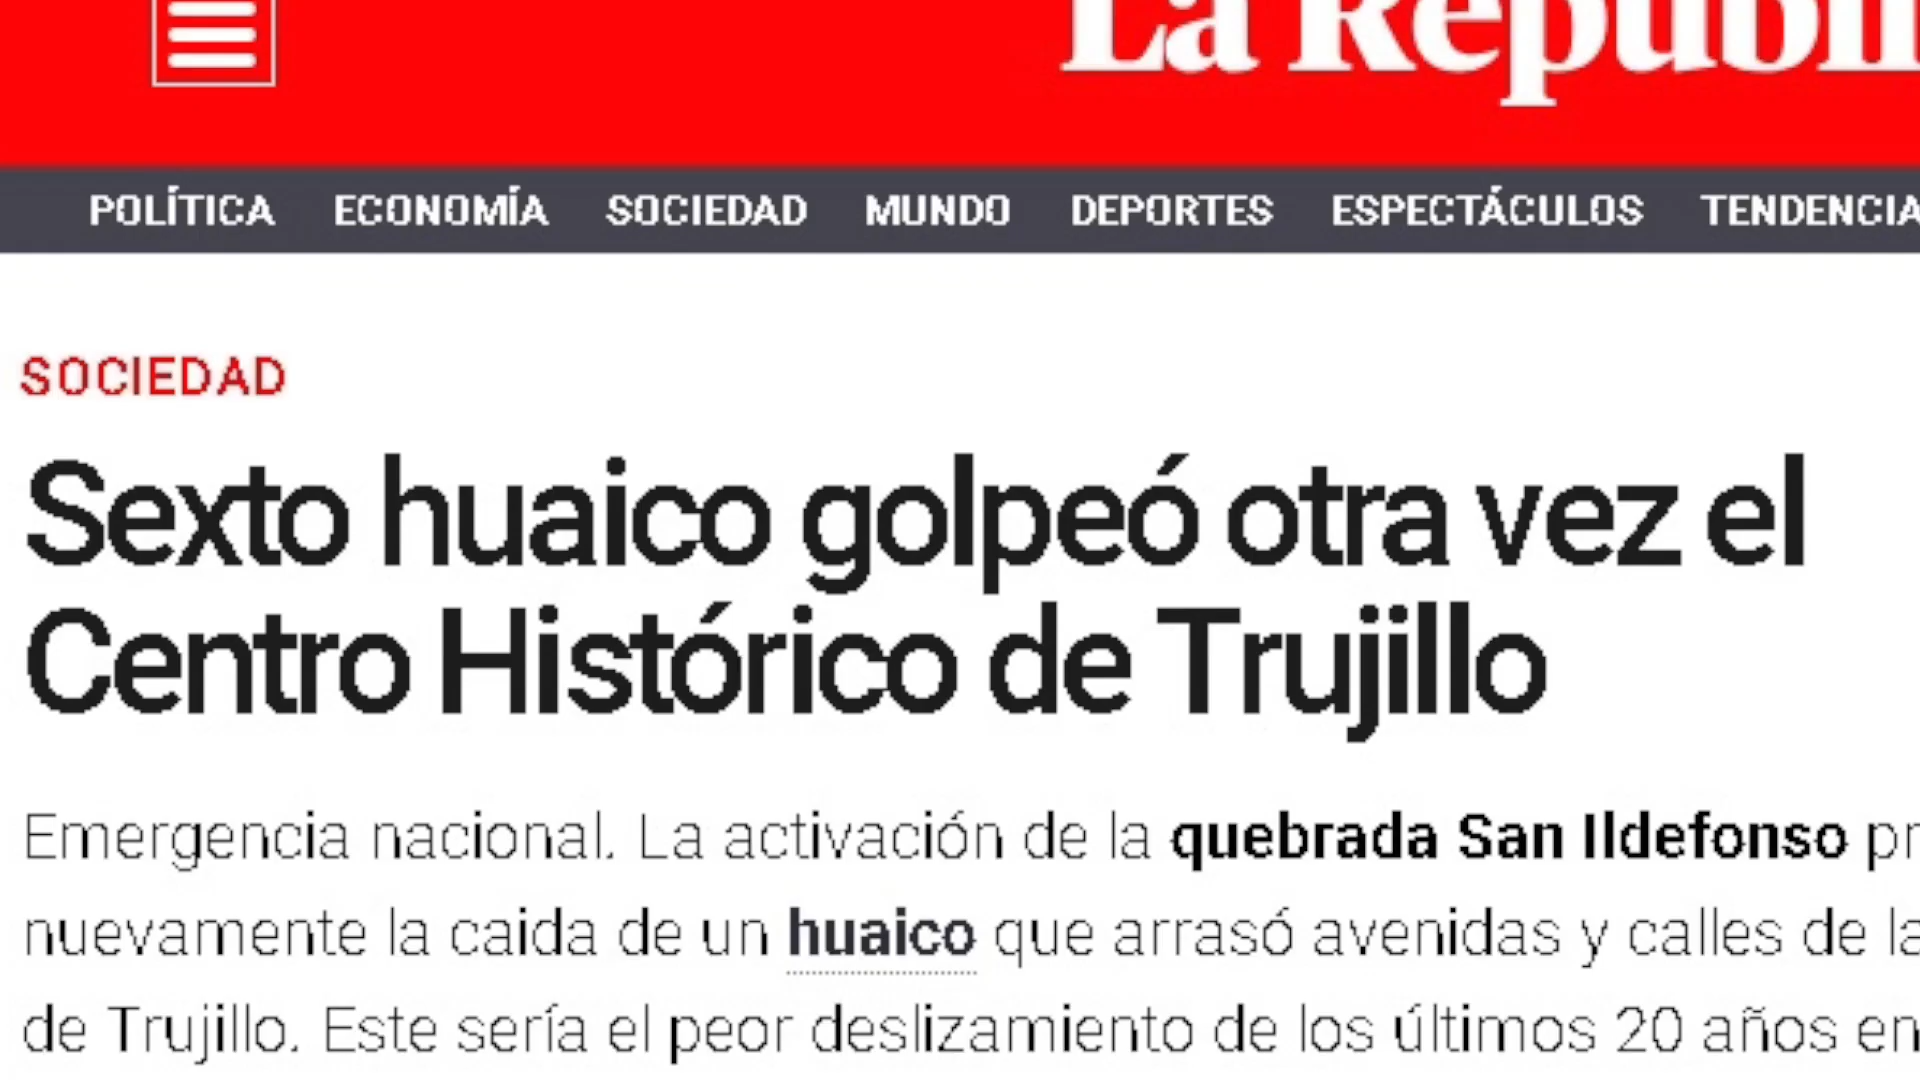 La Repúbli
POLÍTICA ECONOMÍA SOCIEDAD MUNDO DEPORTES ESPECTÁCULOS TENDENCIA
SOCIEDAD
Sexto huaico golpeó otra vez el
Centro Histórico de Trujillo
Emergencia nacional. La activación de la quebrada San Ildefonso pr
nuevamente la caida de un huaico que arrasó avenidas y calles de la
de Trujillo. Este sería el peor deslizamiento de los últimos 20 años en